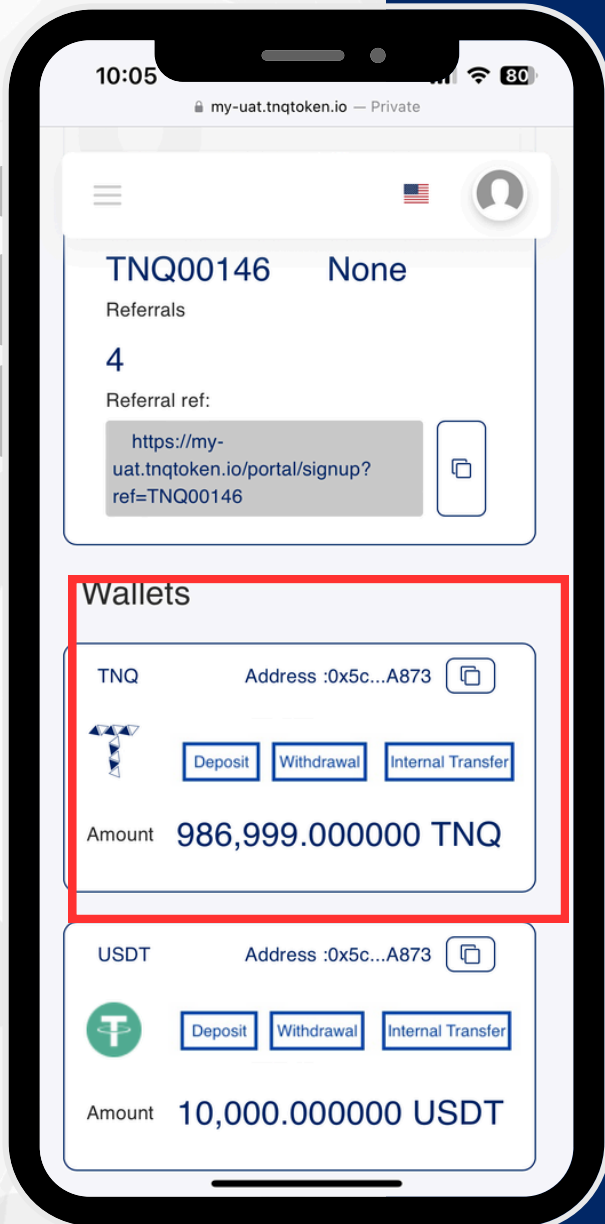 10:05
80
my-uat.tnqtoken.io — Private
TNQ00146 None
Referrals
4
Referral ref:
https://my-
uat.tnqtoken.io/portal/signup?
ref=TNQ00146
Wallets
TNQ Address :0x5c...A873
Deposit Withdrawal Internal Transfer
Amount 986,999.000000 TNQ
USDT Address :0x5c...A873
Deposit Withdrawal Internal Transfer
Amount 10,000.000000 USDT